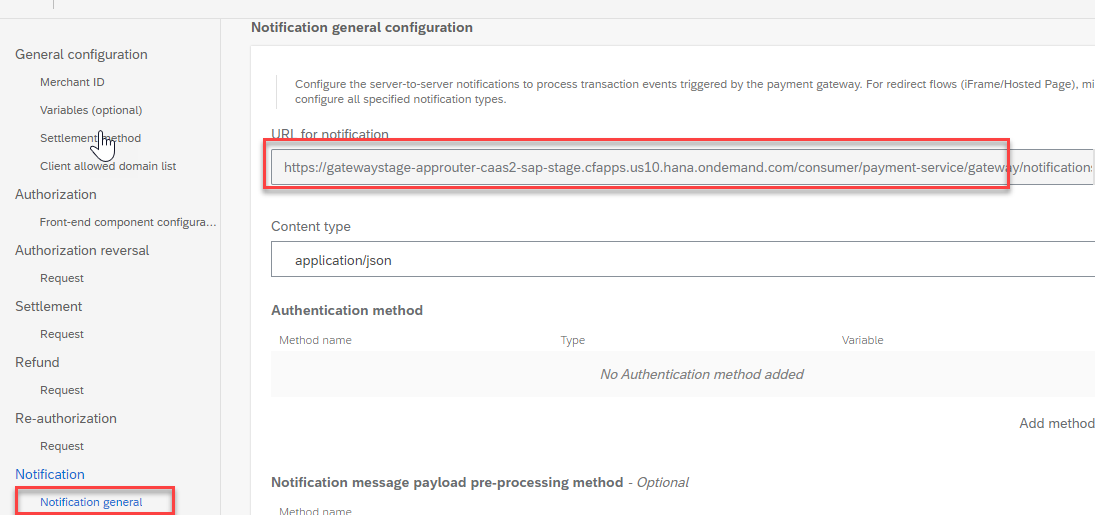 Notification general configuration
General configuration
Merchant ID
Variables (optional)
Settlement method
Client allowed domain list
Authorization
Front-end component configura...
Authorization reversal
Request
Settlement
Request
Refund
Request
Re-authorization
Request
Notification
Notification general
Configure the server-to-server notifications to process transaction events triggered by the payment gateway. For redirect flows (iFrame/Hosted Page), mi
configure all specified notification types.
URL for notification
https://gatewaystage-approuter-caas2-sap-stage.cfapps.us10.hana.ondemand.com/consumer/payment-service/gateway/notifications
Content type
application/json
Authentication method
Method name Type Variable
No Authentication method added
Add method
Notification message payload pre-processing method - Optional
Method name